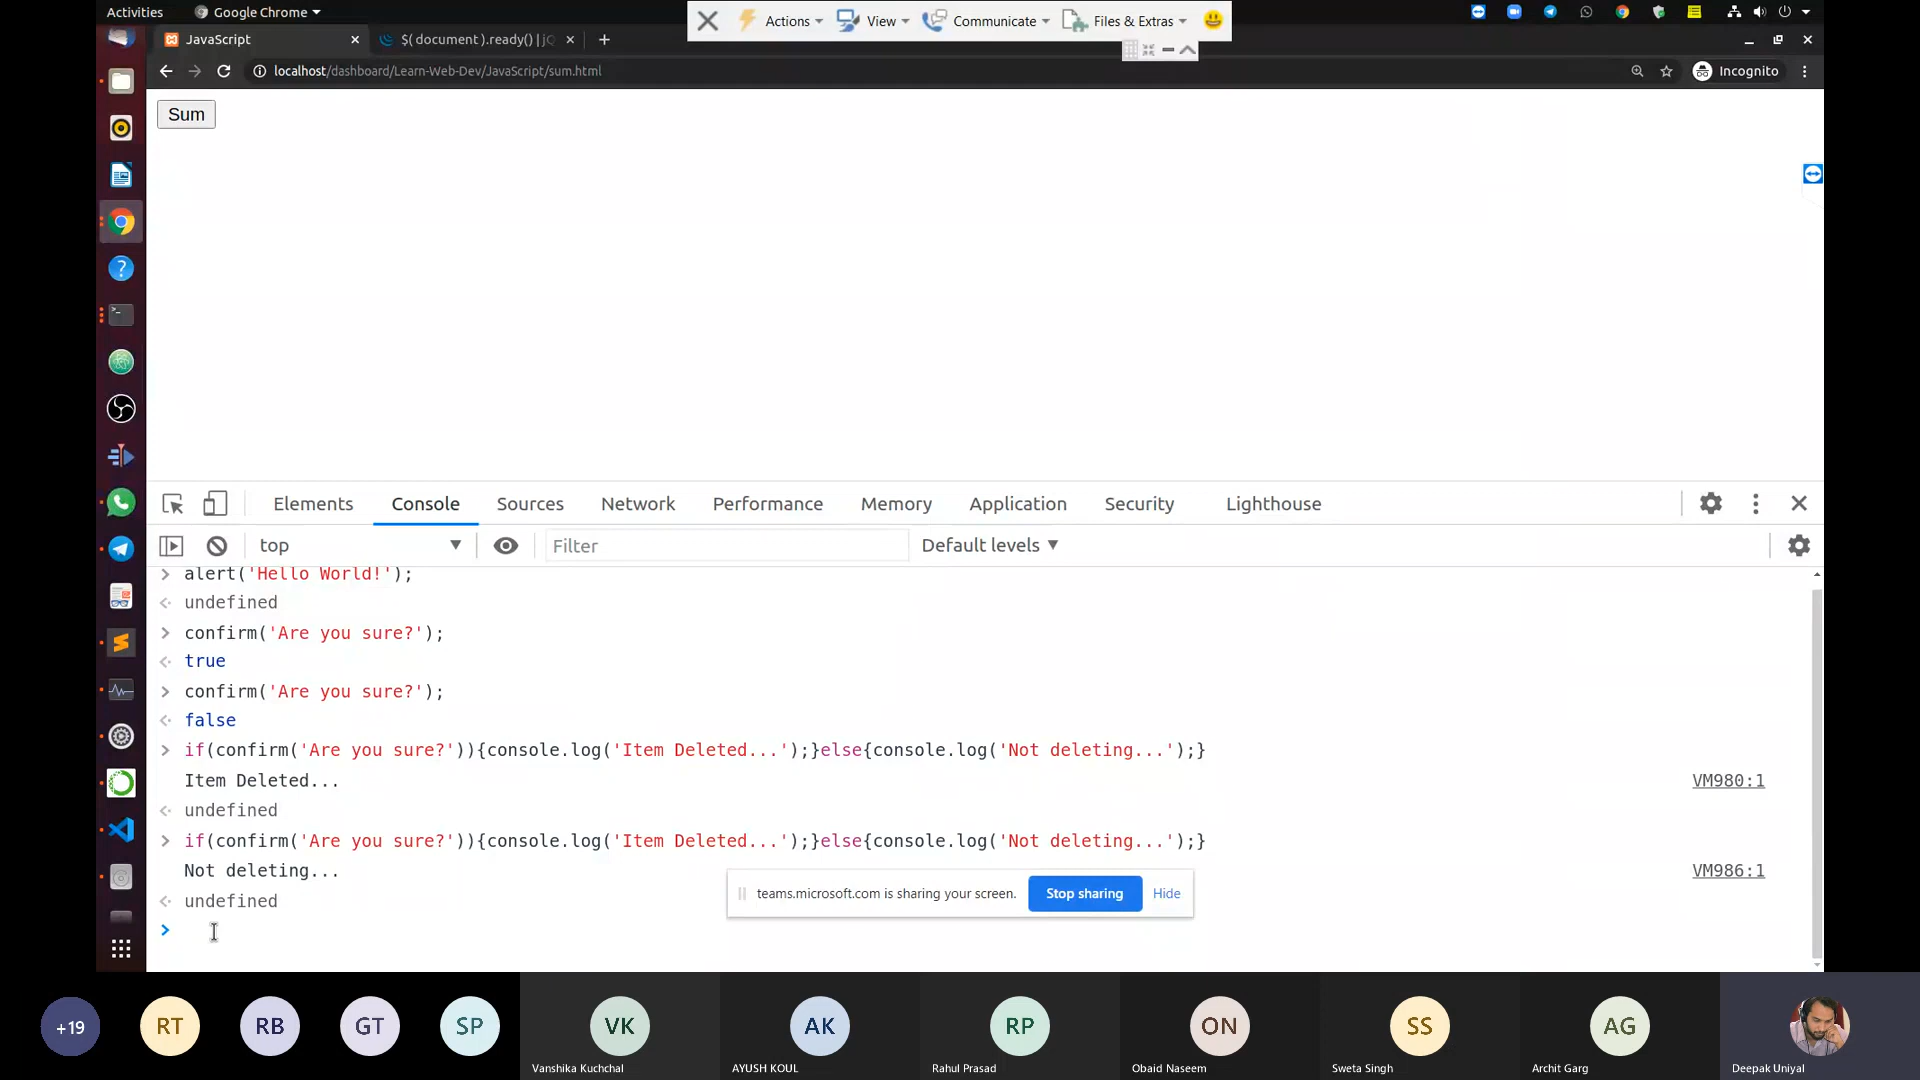 Activities Google Chrome
Actions View Communicate Files & Extras
JavaScript $( document ).ready() | jQ
localhost/dashboard/Learn-Web-Dev/JavaScript/sum.html Incognito
Sum
Elements Console Sources Network Performance Memory Application Security Lighthouse
top Filter Default levels
alert('Hello World!');
undefined
confirm('Are you sure?');
true
confirm('Are you sure?');
false
if(confirm('Are you sure?')){console.log('Item Deleted...');}else{console.log('Not deleting...');}
Item Deleted... VM980:1
undefined
if(confirm('Are you sure?')){console.log('Item Deleted...');}else{console.log('Not deleting...');}
Not deleting... VM986:1
teams.microsoft.com is sharing your screen. Stop sharing Hide
undefined
+19 RT RB GT SP VK AK RP ON SS AG
Vanshika Kuchchal AYUSH KOUL Rahul Prasad Obaid Naseem Sweta Singh Archit Garg Deepak Uniyal